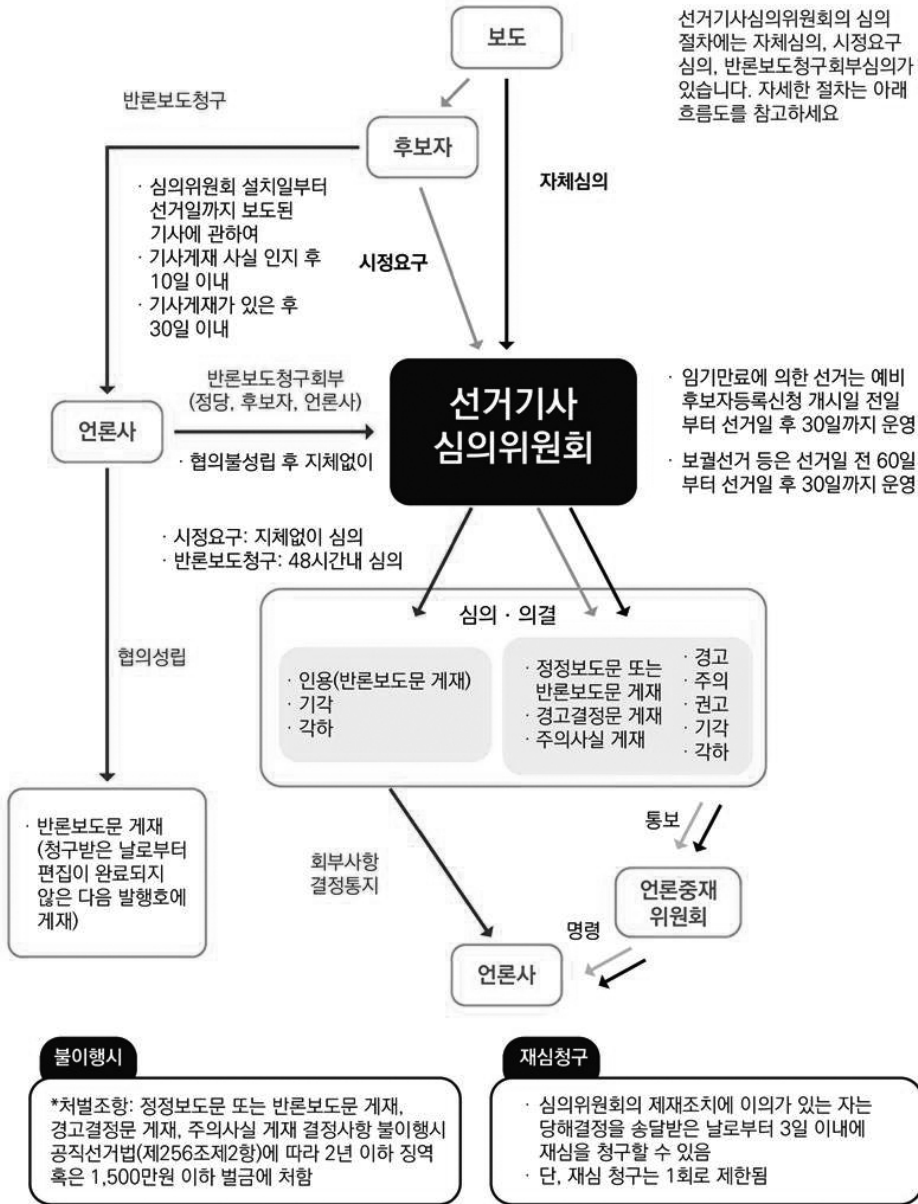 보도
선거기사심의위원회의 심의
절차에는 자체심의, 시정요구
심의, 반론보도청구회부심의가
있습니다. 자세한 절차는 아래
흐름도를 참고하세요
반론보도청구
후보자
자체심의
· 심의위원회 설치일부터
선거일까지 보도된
기사에 관하여
· 기사게재 사실 인지 후
10일 이내
· 기사게재가 있은 후
30일 이내
시정요구
언론사
반론보도청구회부
(정당, 후보자, 언론사)
· 협의불성립 후 지체없이
선거기사
심의위원회
· 임기만료에 의한 선거는 예비
후보자등록신청 개시일 전일
부터 선거일 후 30일까지 운영
· 보궐선거 등은 선거일 전 60일
부터 선거일 후 30일까지 운영
· 시정요구: 지체없이 심의
· 반론보도청구: 48시간내 심의
심의 · 의결
· 인용(반론보도문 게재)
· 기각
· 각하
· 정정보도문 또는
반론보도문 게재
· 경고결정문 게재
· 주의사실 게재
· 경고
· 주의
· 권고
· 기각
· 각하
협의성립
· 반론보도문 게재
(청구받은 날로부터
편집이 완료되지
않은 다음 발행호에
게재)
회부사항
결정통지
통보
언론중재
위원회
명령
언론사
불이행시
*처벌조항: 정정보도문 또는 반론보도문 게재,
경고결정문 게재, 주의사실 게재 결정사항 불이행시
공직선거법(제256조제2항)에 따라 2년 이하 징역
혹은 1,500만원 이하 벌금에 처함
재심청구
· 심의위원회의 제재조치에 이의가 있는 자는
당해결정을 송달받은 날로부터 3일 이내에
재심을 청구할 수 있음
· 단, 재심 청구는 1회로 제한됨